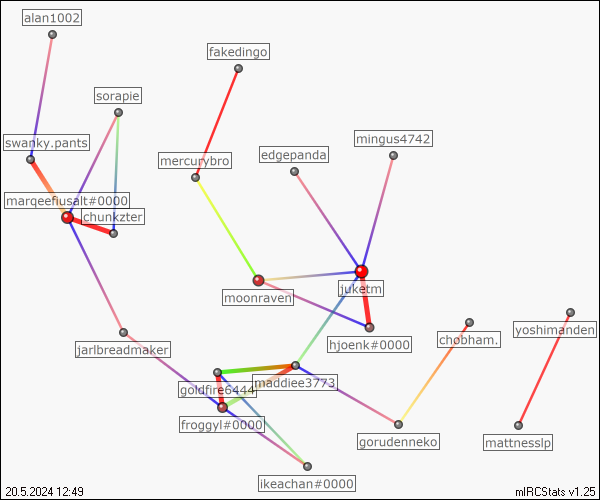 alan1002
fakedingo
sorapie
swanky.pants
mercurybro
edgepanda
mingus4742
marqeefiusalt#0000
chunkzter
moonraven
juketm
hjoenk#0000
chobham.
yoshimanden
jarlbreadmaker
goldfire6444
maddiee3773
froggyl#0000
gorudenneko
mattnesslp
ikeachan#0000
20.5.2024 12:49
mIRCStats v1.25